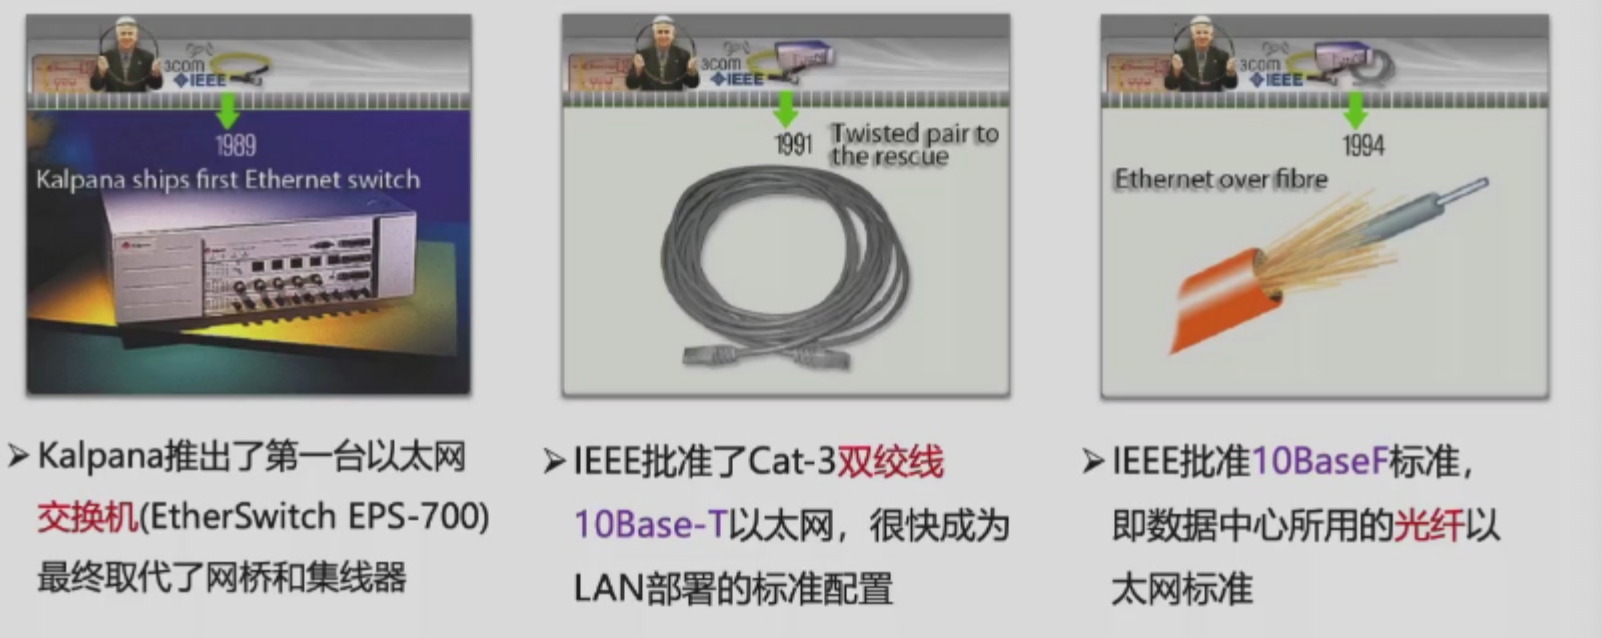 3com
IEEE
1989
Kalpana ships first Ethernet switch
Kalpana推出了第一台以太网
交换机(EtherSwitch EPS-700)
最终取代了网桥和集线器
3com
IEEE
1991
Twisted pair to
the rescue
IEEE批准了Cat-3双绞线
10Base-T以太网，很快成为
LAN部署的标准配置
3com
IEEE
1994
Ethernet over fibre
IEEE批准10BaseF标准，
即数据中心所用的光纤以
太网标准